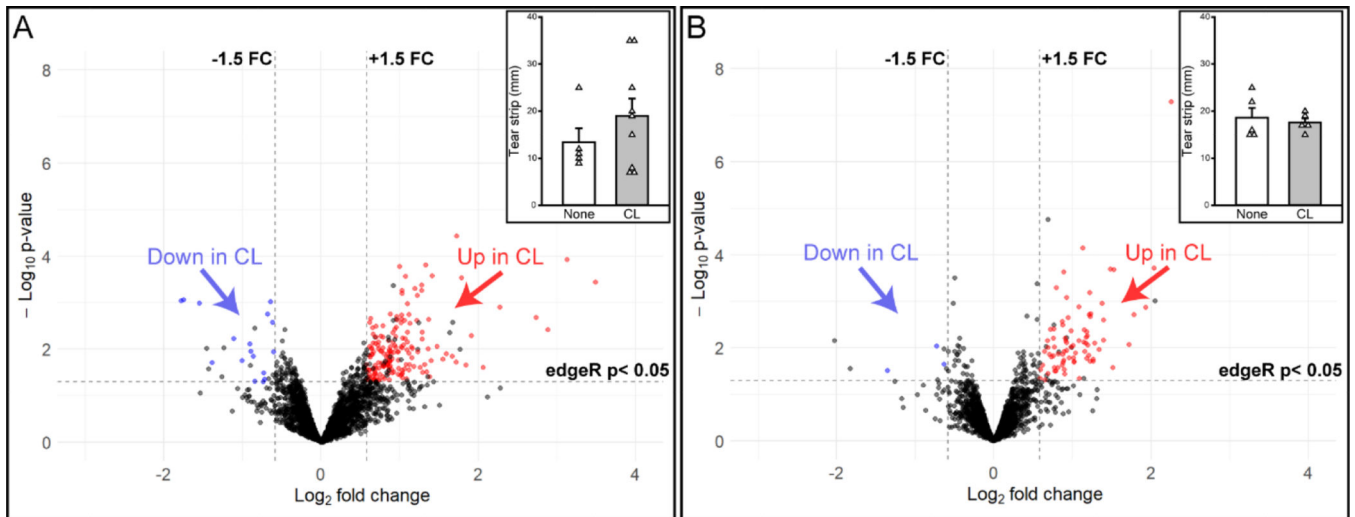 A
-1.5 FC
+1.5 FC
8
6
4
2
0
− Log10 p-value
Down in CL
Up in CL
edgeR p< 0.05
-2
0
2
4
Log2 fold change
40
30
20
10
0
Tear strip (mm)
None
CL
B
-1.5 FC
+1.5 FC
8
6
4
2
0
− Log10 p-value
Down in CL
Up in CL
edgeR p< 0.05
-2
0
2
4
Log2 fold change
40
30
20
10
0
Tear strip (mm)
None
CL